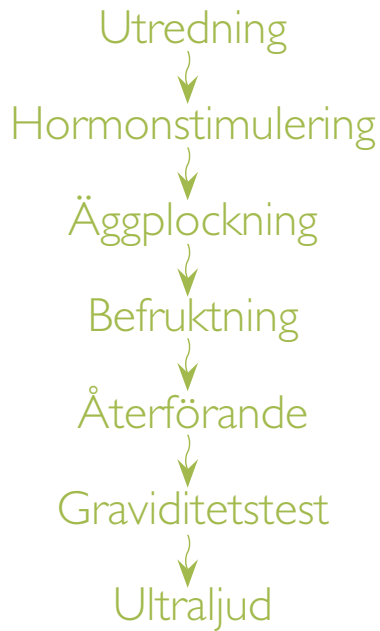 Utredning
Hormonstimulering
Äggplockning
Befruktning
Återförande
Graviditetstest
Ultraljud